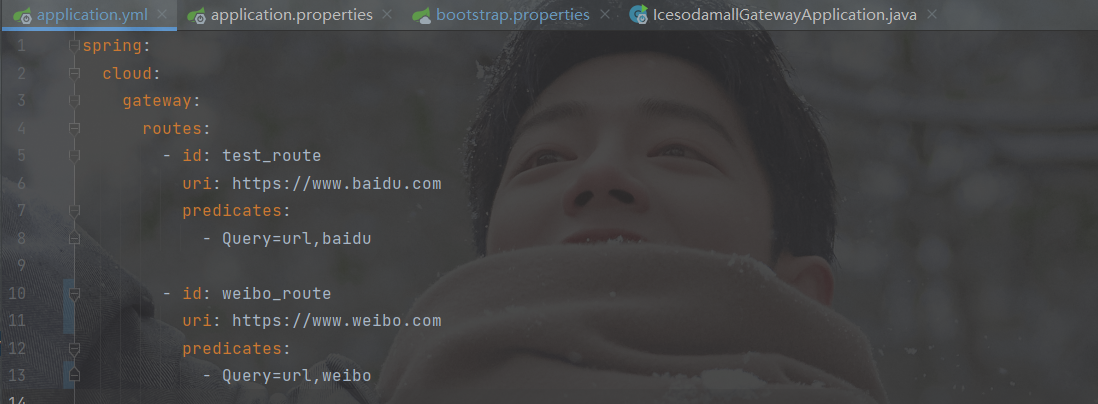 application.yml × application.properties × bootstrap.properties × IcesodamallGatewayApplication.java ×
1 spring:
2   cloud:
3     gateway:
4       routes:
5         - id: test_route
6           uri: https://www.baidu.com
7           predicates:
8             - Query=url,baidu
9
10         - id: weibo_route
11           uri: https://www.weibo.com
12           predicates:
13             - Query=url,weibo
14